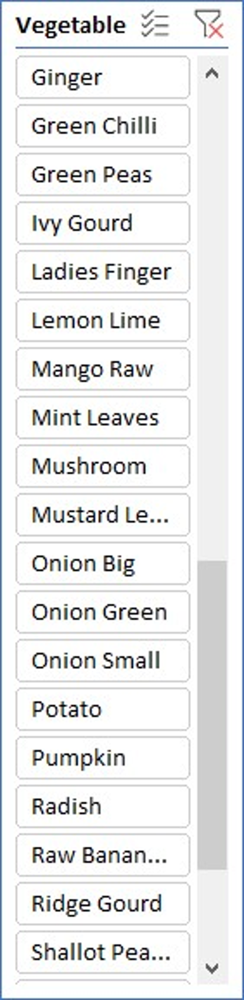 Vegetable
Ginger
Green Chilli
Green Peas
Ivy Gourd
Ladies Finger
Lemon Lime
Mango Raw
Mint Leaves
Mushroom
Mustard Le...
Onion Big
Onion Green
Onion Small
Potato
Pumpkin
Radish
Raw Banan...
Ridge Gourd
Shallot Pea...